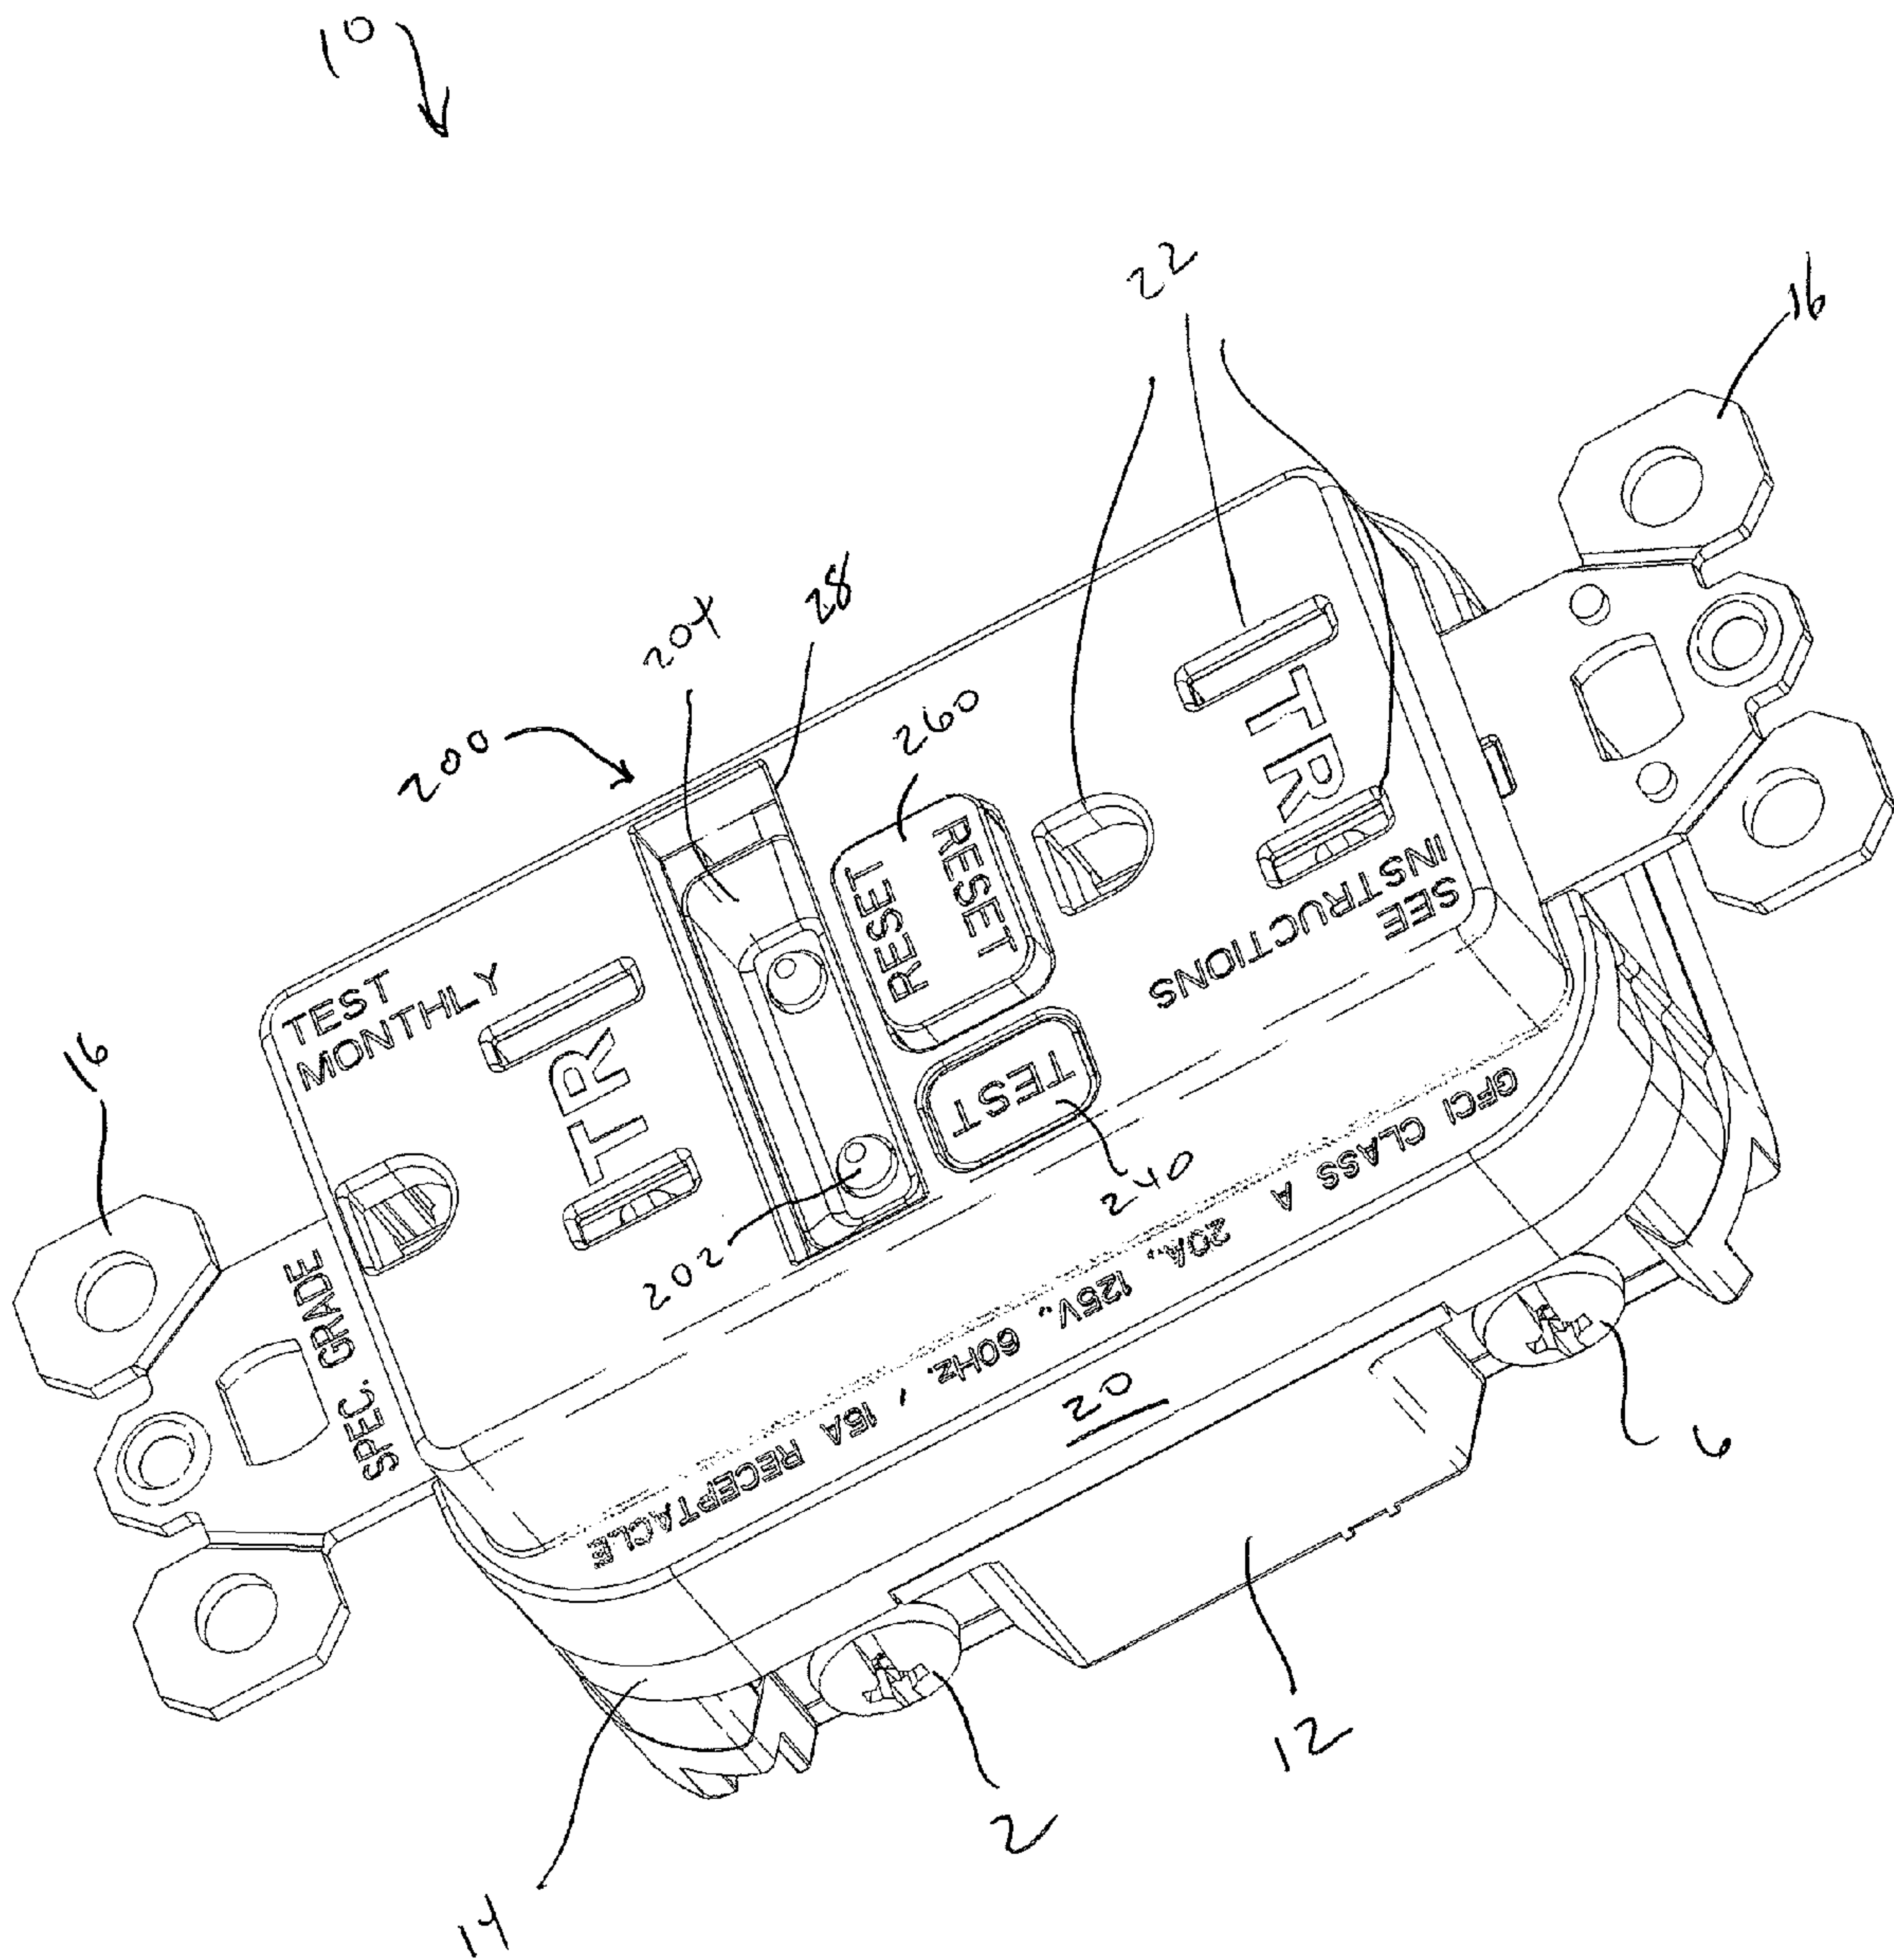 10
22
16
28
204
260
200
TR
RESET
RESET
SEE
INSTRUCTIONS
TEST
MONTHLY
TR
16
TEST
240
202
SPEC. GRADE
GFCI CLASS A 20A., 125V., 60Hz. / 15A RECEPTACLE
20
6
12
2
14